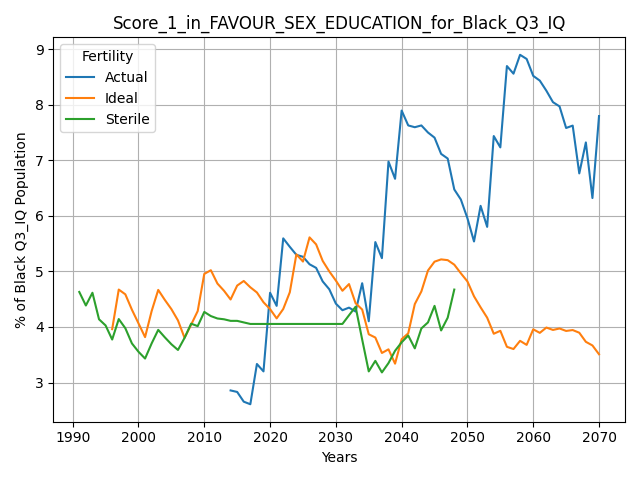 Score_1_in_FAVOUR_SEX_EDUCATION_for_Black_Q3_IQ
Fertility
Actual
Ideal
Sterile
% of Black Q3_IQ Population
9
8
7
6
5
4
3
1990 2000 2010 2020 2030 2040 2050 2060 2070
Years